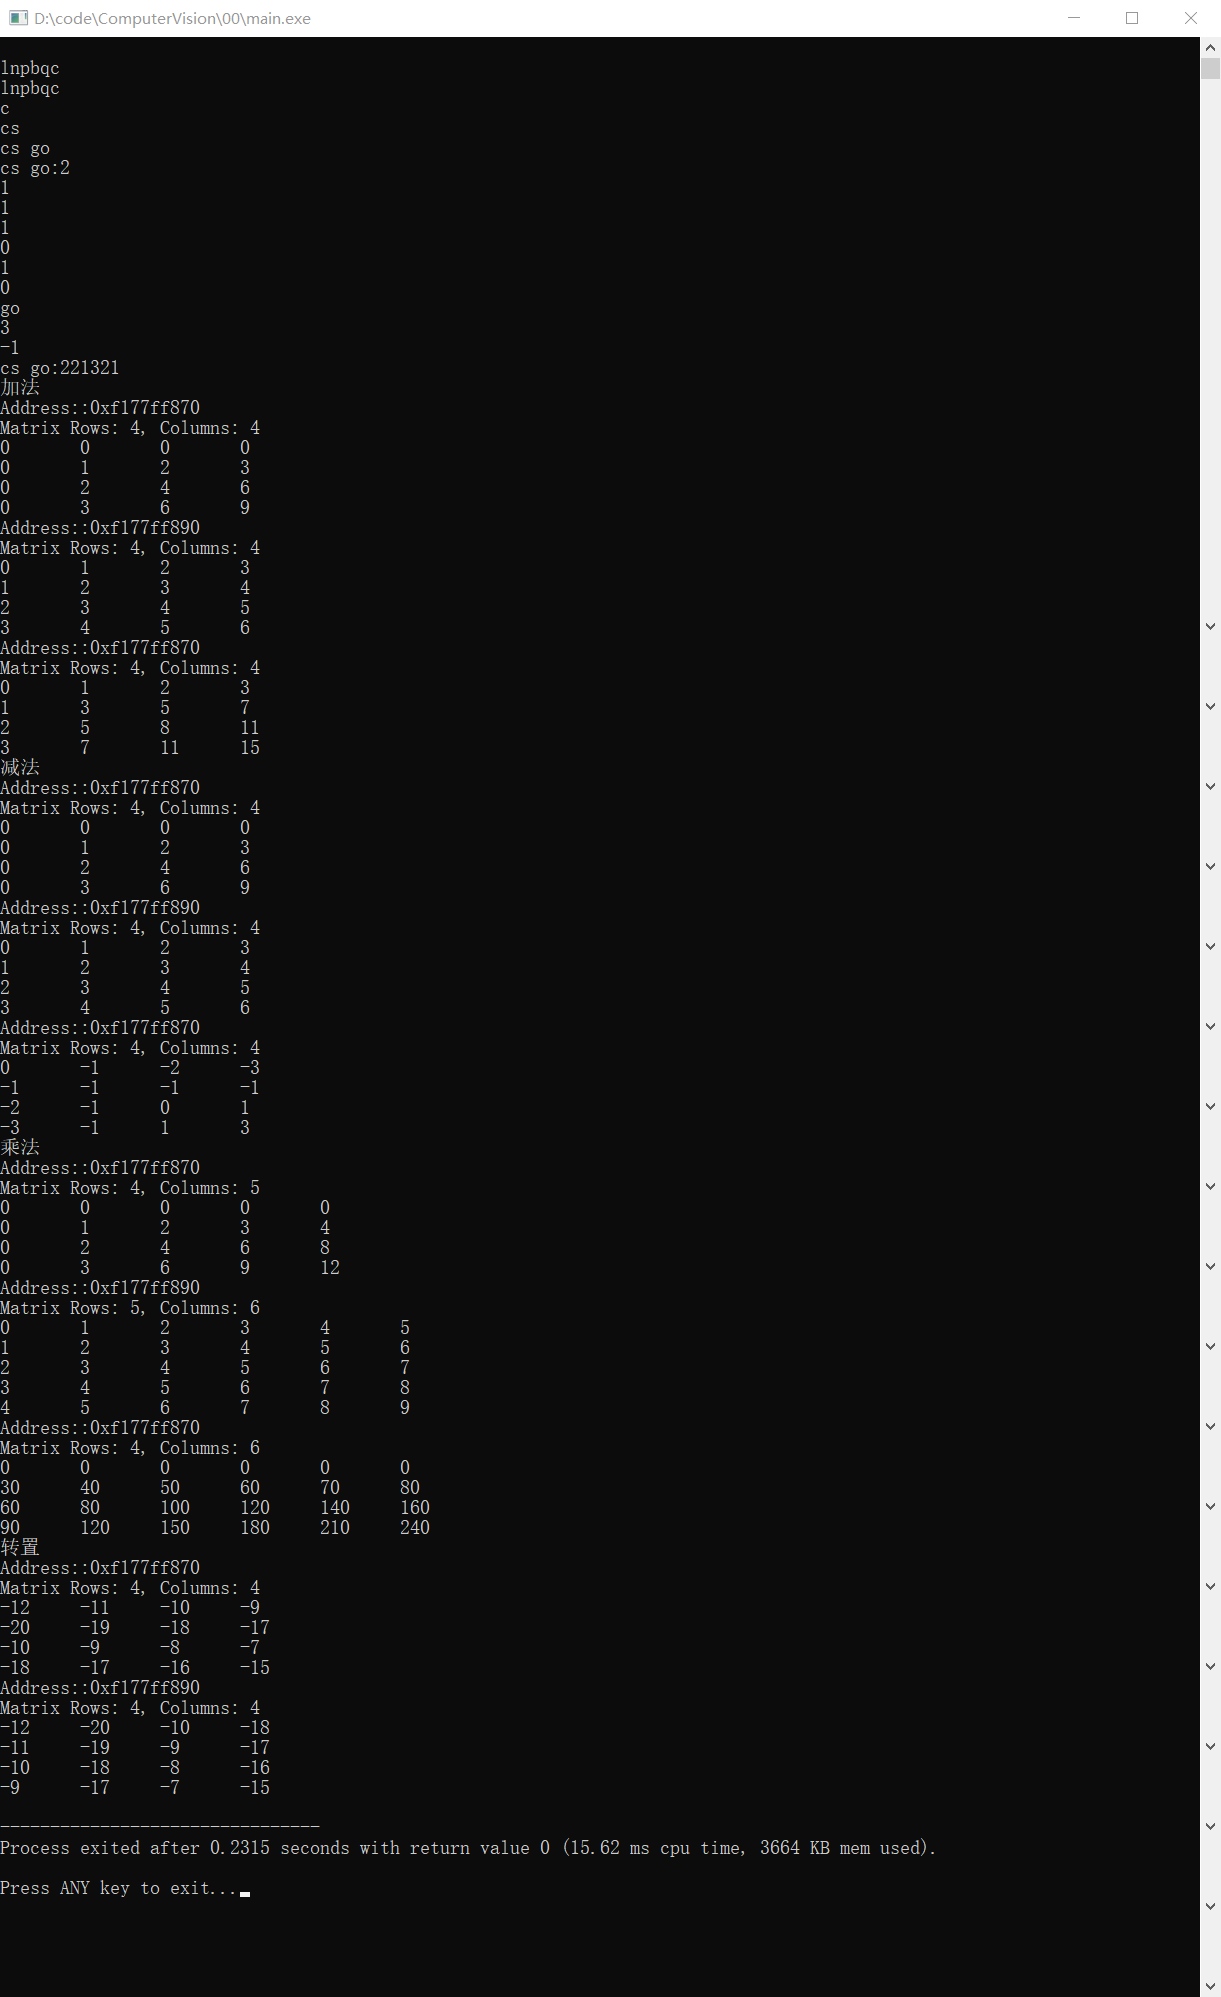 D:\code\ComputerVision\00\main.exe
lnpbqc
lnpbqc
c
cs
cs go
cs go:2
1
1
1
0
1
0
go
3
-1
cs go:221321
加法
Address::0xf177ff870
Matrix Rows: 4, Columns: 4
0 0 0 0
0 1 2 3
0 2 4 6
0 3 6 9
Address::0xf177ff890
Matrix Rows: 4, Columns: 4
0 1 2 3
1 2 3 4
2 3 4 5
3 4 5 6
Address::0xf177ff870
Matrix Rows: 4, Columns: 4
0 1 2 3
1 3 5 7
2 5 8 11
3 7 11 15
减法
Address::0xf177ff870
Matrix Rows: 4, Columns: 4
0 0 0 0
0 1 2 3
0 2 4 6
0 3 6 9
Address::0xf177ff890
Matrix Rows: 4, Columns: 4
0 1 2 3
1 2 3 4
2 3 4 5
3 4 5 6
Address::0xf177ff870
Matrix Rows: 4, Columns: 4
0 -1 -2 -3
-1 -1 -1 -1
-2 -1 0 1
-3 -1 1 3
乘法
Address::0xf177ff870
Matrix Rows: 4, Columns: 5
0 0 0 0 0
0 1 2 3 4
0 2 4 6 8
0 3 6 9 12
Address::0xf177ff890
Matrix Rows: 5, Columns: 6
0 1 2 3 4 5
1 2 3 4 5 6
2 3 4 5 6 7
3 4 5 6 7 8
4 5 6 7 8 9
Address::0xf177ff870
Matrix Rows: 4, Columns: 6
0 0 0 0 0 0
30 40 50 60 70 80
60 80 100 120 140 160
90 120 150 180 210 240
转置
Address::0xf177ff870
Matrix Rows: 4, Columns: 4
-12 -11 -10 -9
-20 -19 -18 -17
-10 -9 -8 -7
-18 -17 -16 -15
Address::0xf177ff890
Matrix Rows: 4, Columns: 4
-12 -20 -10 -18
-11 -19 -9 -17
-10 -18 -8 -16
-9 -17 -7 -15
--------------------------------
Process exited after 0.2315 seconds with return value 0 (15.62 ms cpu time, 3664 KB mem used).
Press ANY key to exit...